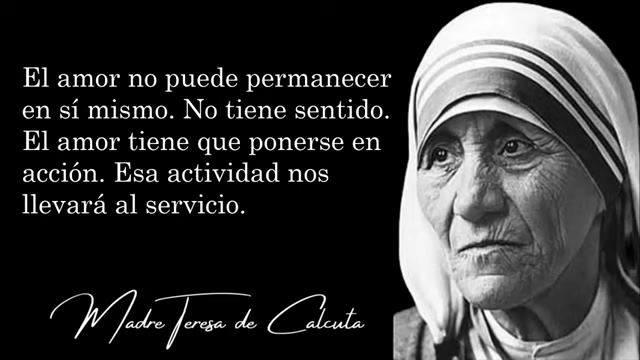 El amor no puede permanecer
en sí mismo. No tiene sentido.
El amor tiene que ponerse en
acción. Esa actividad nos
llevará al servicio.
Madre Teresa de Calcuta